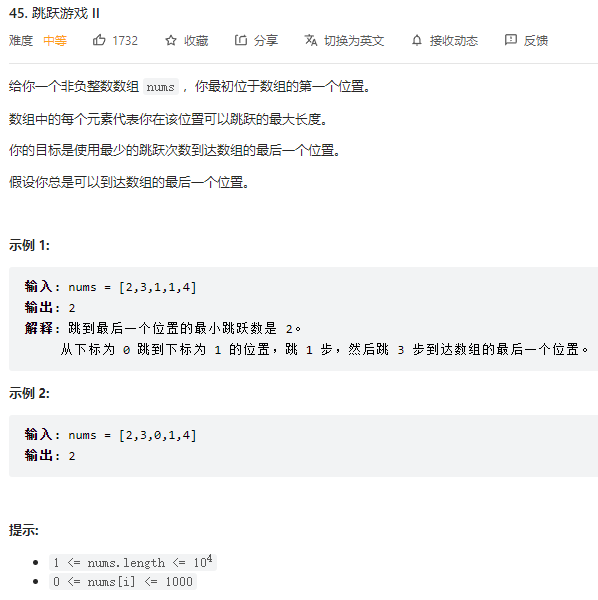 45. 跳跃游戏 II
难度 中等 1732 收藏 分享 切换为英文 接收动态 反馈
给你一个非负整数数组 nums ，你最初位于数组的第一个位置。
数组中的每个元素代表你在该位置可以跳跃的最大长度。
你的目标是使用最少的跳跃次数到达数组的最后一个位置。
假设你总是可以到达数组的最后一个位置。
示例 1:
输入: nums = [2,3,1,1,4]
输出: 2
解释: 跳到最后一个位置的最小跳跃数是 2。
从下标为 0 跳到下标为 1 的位置，跳 1 步，然后跳 3 步到达数组的最后一个位置。
示例 2:
输入: nums = [2,3,0,1,4]
输出: 2
提示:
• 1 <= nums.length <= 10⁴
• 0 <= nums[i] <= 1000